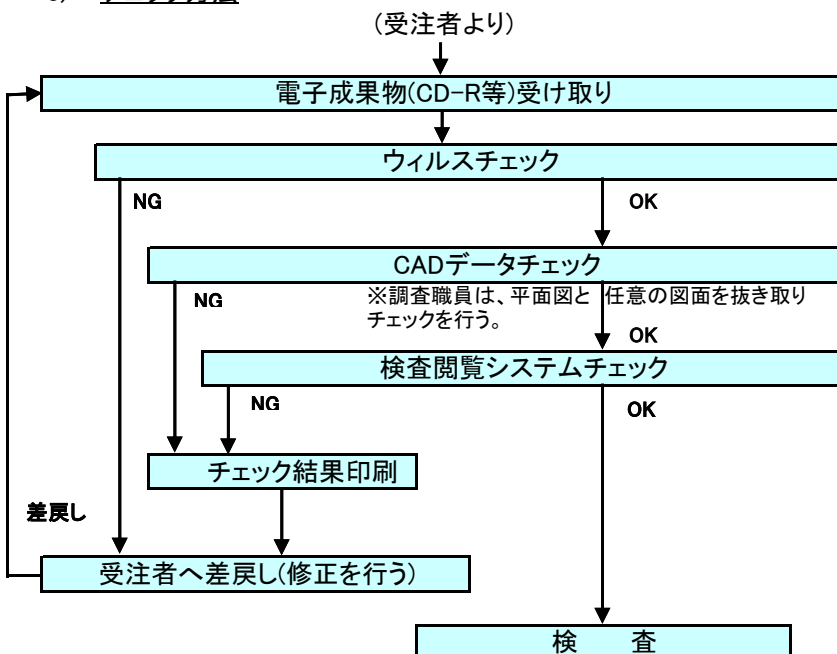 (受注者より)
電子成果物(CD-R等)受け取り
ウィルスチェック
NG
OK
CADデータチェック
NG
※調査職員は、平面図と 任意の図面を抜き取り
チェックを行う。
OK
検査閲覧システムチェック
NG
OK
チェック結果印刷
差戻し
受注者へ差戻し(修正を行う)
検 査